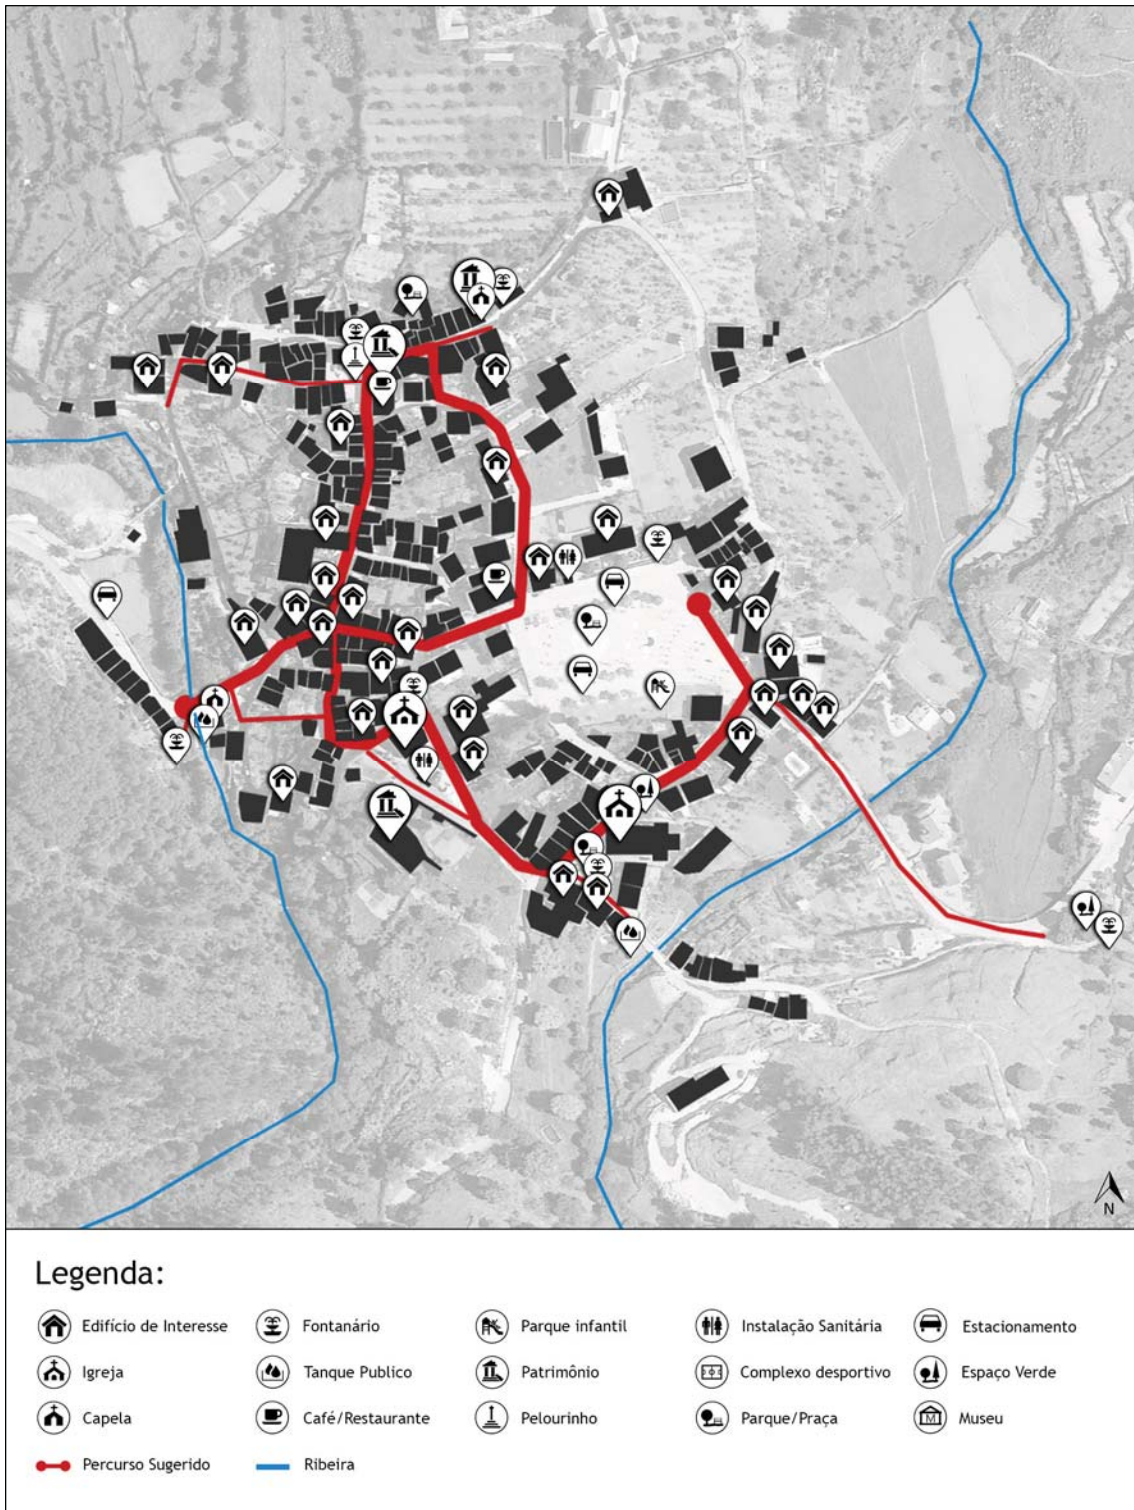 N
Legenda:
Edifício de Interesse
Fontanário
Parque infantil
Instalação Sanitária
Estacionamento
Igreja
Tanque Publico
Patrimônio
Complexo desportivo
Espaço Verde
Capela
Café/Restaurante
Pelourinho
Parque/Praça
M
Museu
Percurso Sugerido
Ribeira